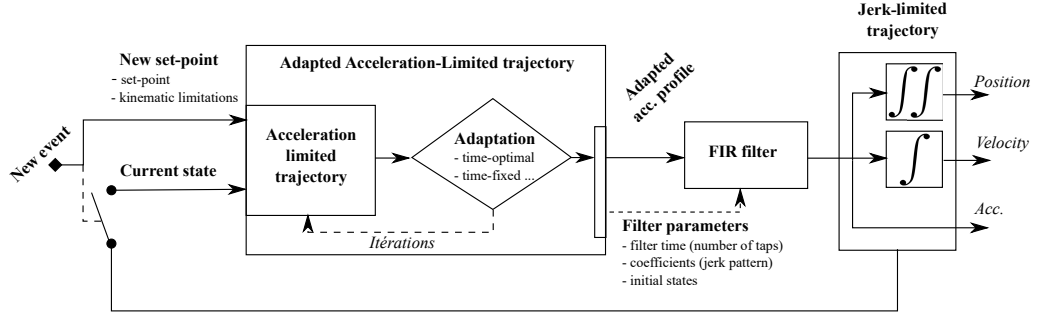 Jerk-limited
trajectory
New set-point
- set-point
- kinematic limitations
Adapted Acceleration-Limited trajectory
Adapted
acc. profile
Position
New event
Acceleration
limited
trajectory
Adaptation
- time-optimal
- time-fixed ...
FIR filter
∫∫
∫
Velocity
Current state
Acc.
Itérations
Filter parameters
- filter time (number of taps)
- coefficients (jerk pattern)
- initial states